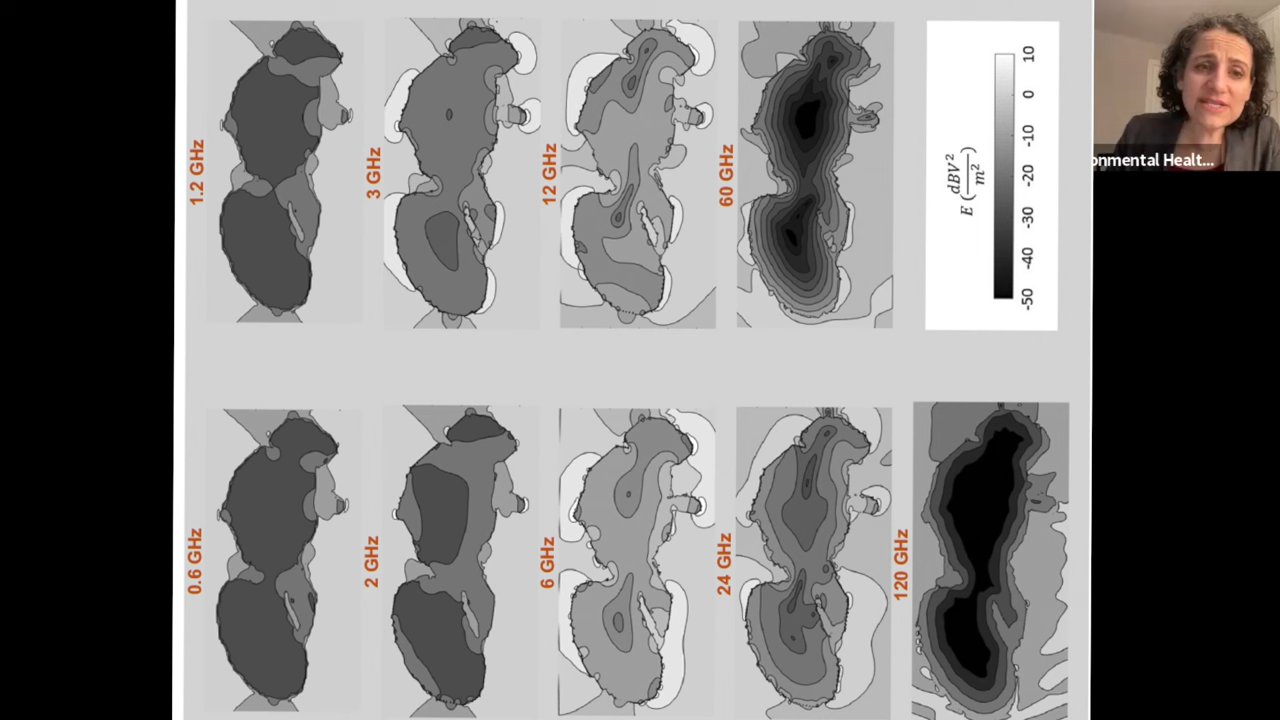 1.2 GHz
3 GHz
12 GHz
60 GHz
E (dBV²/m²)
10
0
-10
-20
-30
-40
-50
onmental Healt...
0.6 GHz
2 GHz
6 GHz
24 GHz
120 GHz